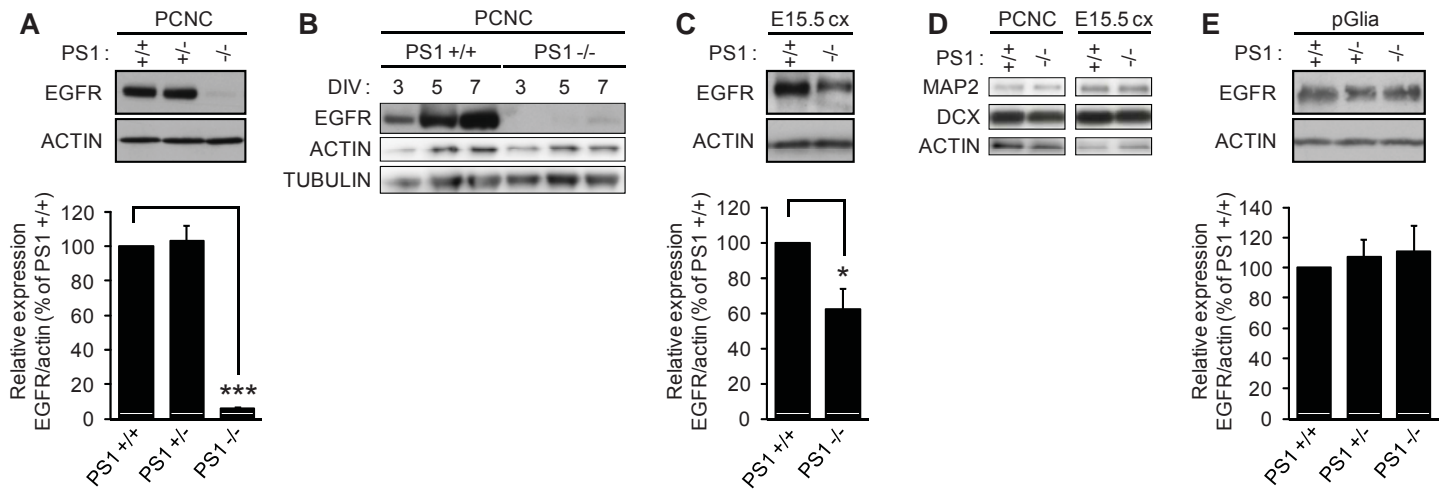 A
PCNC
PS1 : +/+ +/- -/-
EGFR
ACTIN
Relative expression
EGFR/actin (% of PS1 +/+)
120
100
80
60
40
20
0
***
PS1 +/+
PS1 +/-
PS1 -/-
B
PCNC
PS1 +/+ PS1 -/-
DIV : 3 5 7 3 5 7
EGFR
ACTIN
TUBULIN
C
E15.5 cx
PS1 : +/+ -/-
EGFR
ACTIN
Relative expression
EGFR/actin (% of PS1 +/+)
120
100
80
60
40
20
0
*
PS1 +/+
PS1 -/-
D
PCNC E15.5 cx
PS1 : +/+ -/- +/+ -/-
MAP2
DCX
ACTIN
E
pGlia
PS1 : +/+ +/- -/-
EGFR
ACTIN
Relative expression
EGFR/actin (% of PS1 +/+)
140
120
100
80
60
40
20
0
PS1 +/+
PS1 +/-
PS1 -/-